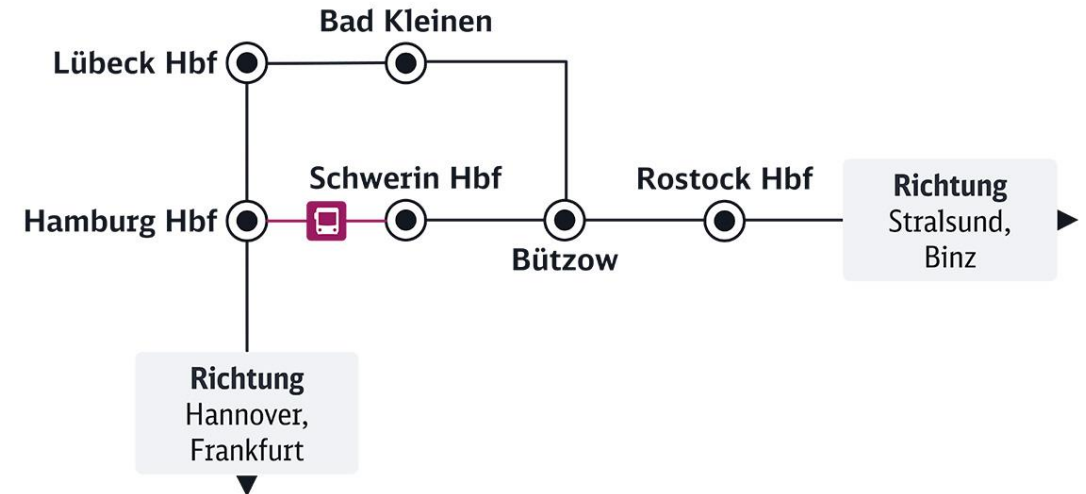 Bad Kleinen
Lübeck Hbf
Schwerin Hbf
Rostock Hbf
Hamburg Hbf
Bützow
Richtung
Stralsund,
Binz
Richtung
Hannover,
Frankfurt